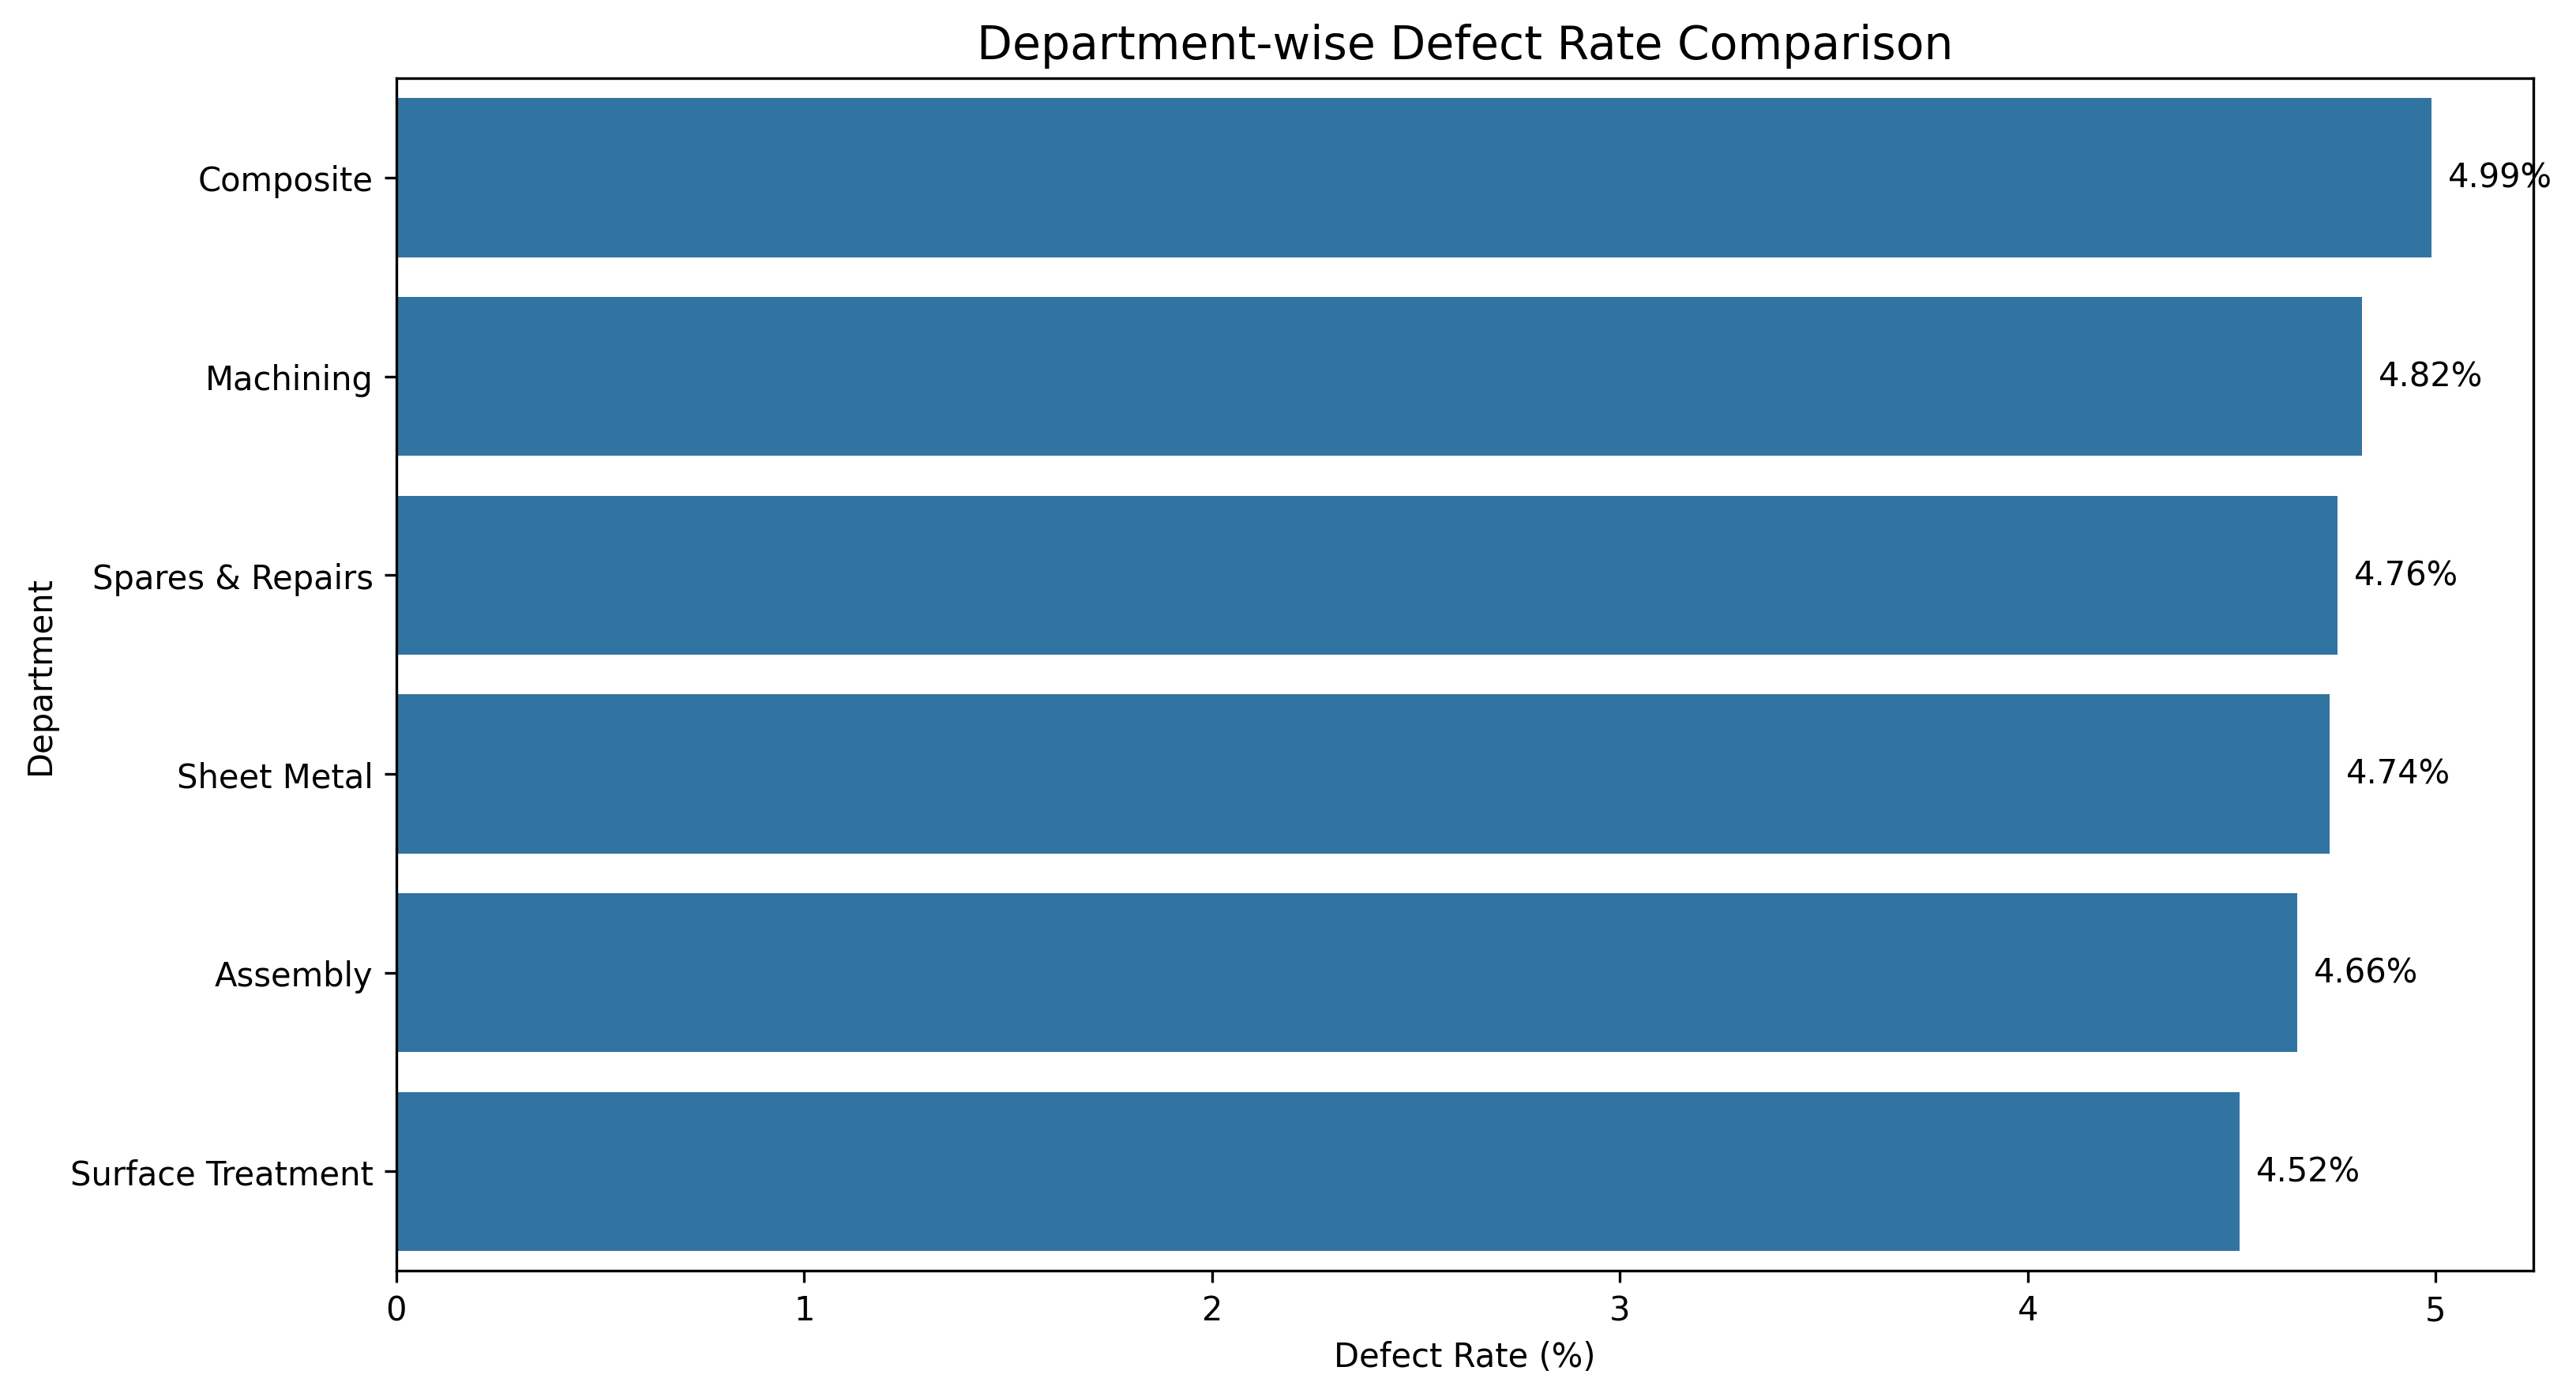 Department-wise Defect Rate Comparison
Composite
4.99%
Machining
4.82%
Spares & Repairs
4.76%
Sheet Metal
4.74%
Assembly
4.66%
Surface Treatment
4.52%
Department
0 1 2 3 4 5
Defect Rate (%)